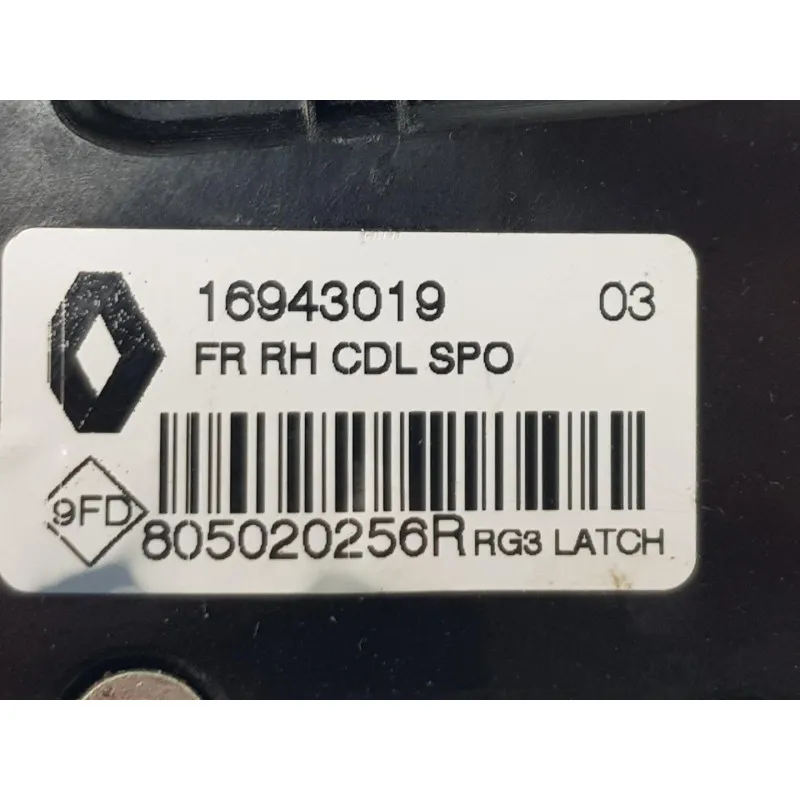 16943019 03
FR RH CDL SPO
9FD
805020256R RG3 LATCH